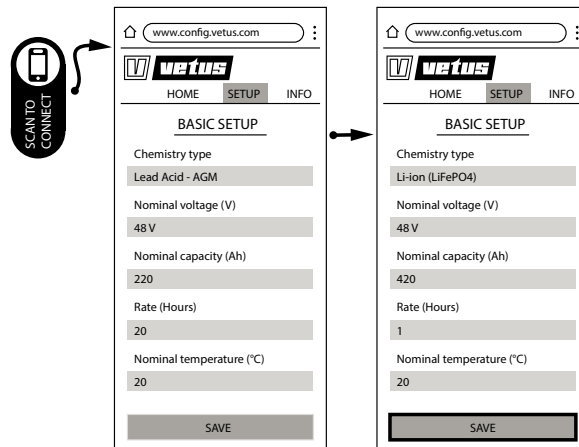 SCAN TO
CONNECT
www.config.vetus.com
V vetus
HOME SETUP INFO
BASIC SETUP
Chemistry type
Lead Acid - AGM
Nominal voltage (V)
48 V
Nominal capacity (Ah)
220
Rate (Hours)
20
Nominal temperature (°C)
20
SAVE
www.config.vetus.com
V vetus
HOME SETUP INFO
BASIC SETUP
Chemistry type
Li-ion (LiFePO4)
Nominal voltage (V)
48 V
Nominal capacity (Ah)
420
Rate (Hours)
1
Nominal temperature (°C)
20
SAVE